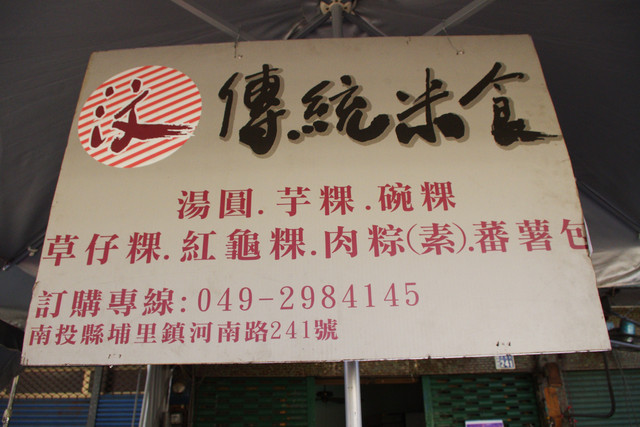 汶 傳統米食
湯圓.芋粿.碗粿
草仔粿.紅龜粿.肉粽(素).蕃薯包
訂購專線:049-2984145
南投縣埔里鎮河南路241號
241